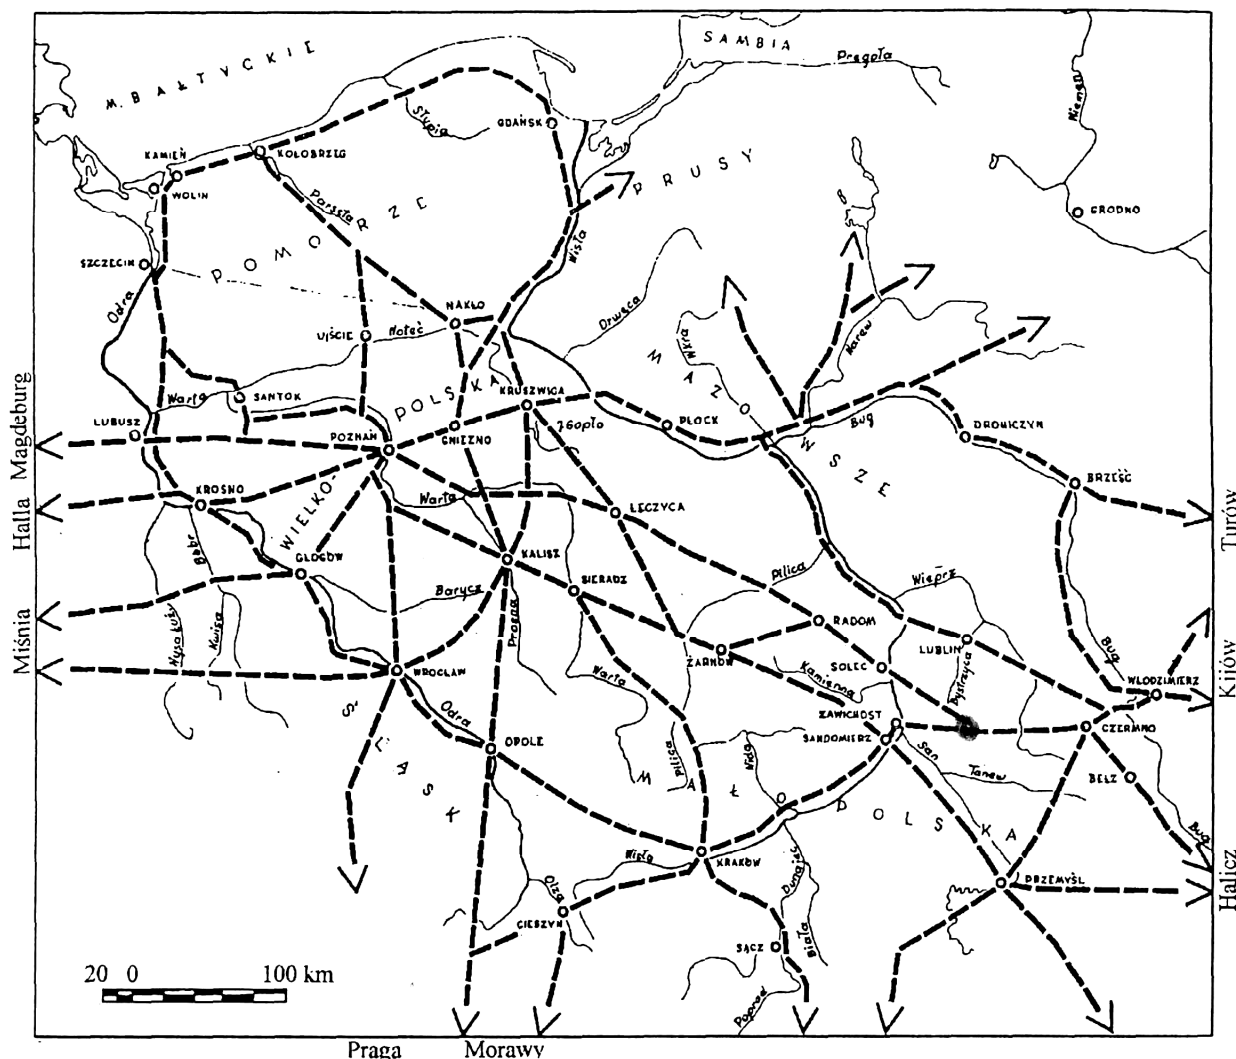 SAMBIA
Pregoła
M. BAŁTYCKIE
Niemen
Słupia
GDAŃSK
KAMIEŃ
KOŁOBRZEG
WOLIN
PRUSY
Parsęta
GRODNO
POMORZE
Wisła
SZCZECIN
Odra
NAKŁO
Drwęca
UJŚCIE
Noteć
Wkra
Narew
MAZOWSZE
WIELKOPOLSKA
KRUSZWICA
SANTOK
Warta
J. Gopło
PŁOCK
Bug
LUBUSZ
POZNAŃ
GNIEZNO
DROHICZYN
Magdeburg
BRZEŚĆ
KROSNO
Warta
ŁĘCZYCA
Halla
Turów
Bóbr
GŁOGÓW
KALISZ
Pilica
Wieprz
Barycz
SIERADZ
Prosna
RADOM
Nysa Łuż.
Kwisa
LUBLIN
Miśnia
ŻARNÓW
SOLEC
Bystrzyca
Bug
WROCŁAW
Warta
Kamienna
WŁODZIMIERZ
Kijów
Odra
ZAWICHOST
CZERMNO
ŚLĄSK
SANDOMIERZ
OPOLE
Pilica
Nida
San
Tanew
BEŁZ
MAŁOPOLSKA
Bug
Wisła
KRAKÓW
Dunajec
PRZEMYŚL
Halicz
Olza
CIESZYN
SĄCZ
Biała
20 0 100 km
Poprad
Praga Morawy